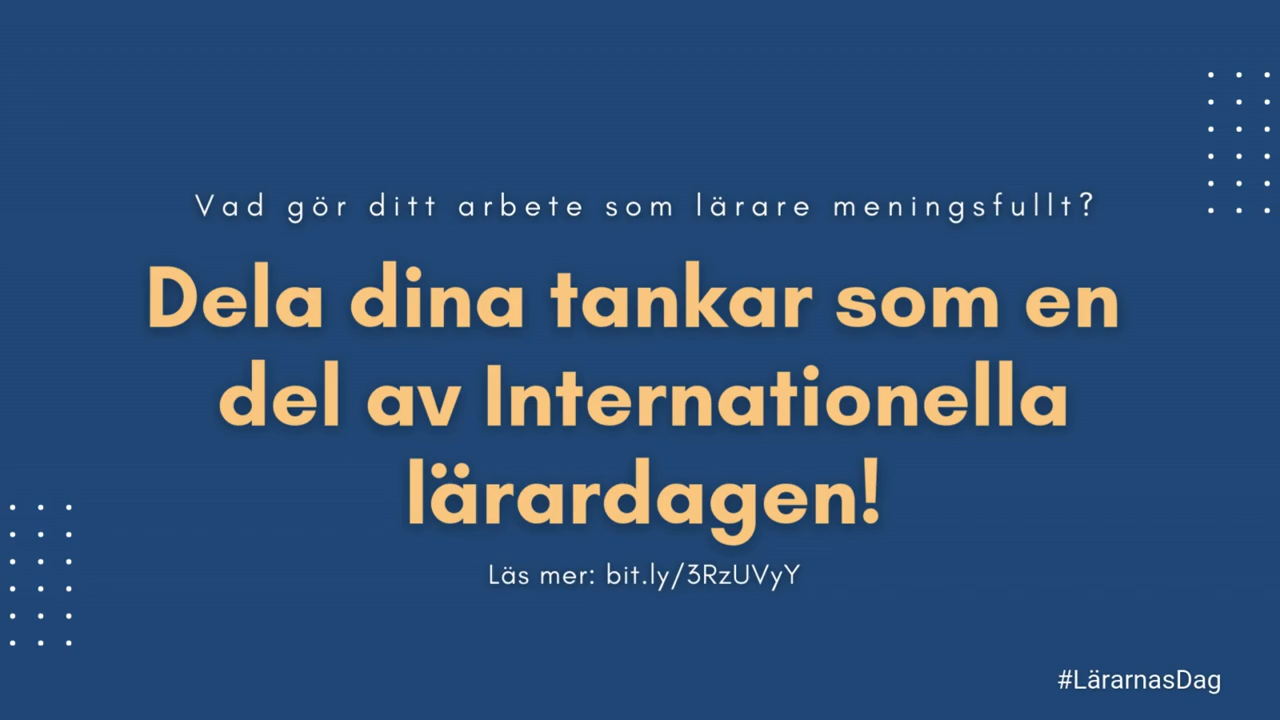 Vad gör ditt arbete som lärare meningsfullt?
Dela dina tankar som en
del av Internationella
lärardagen!
Läs mer: bit.ly/3RzUVyY
#LärarnasDag